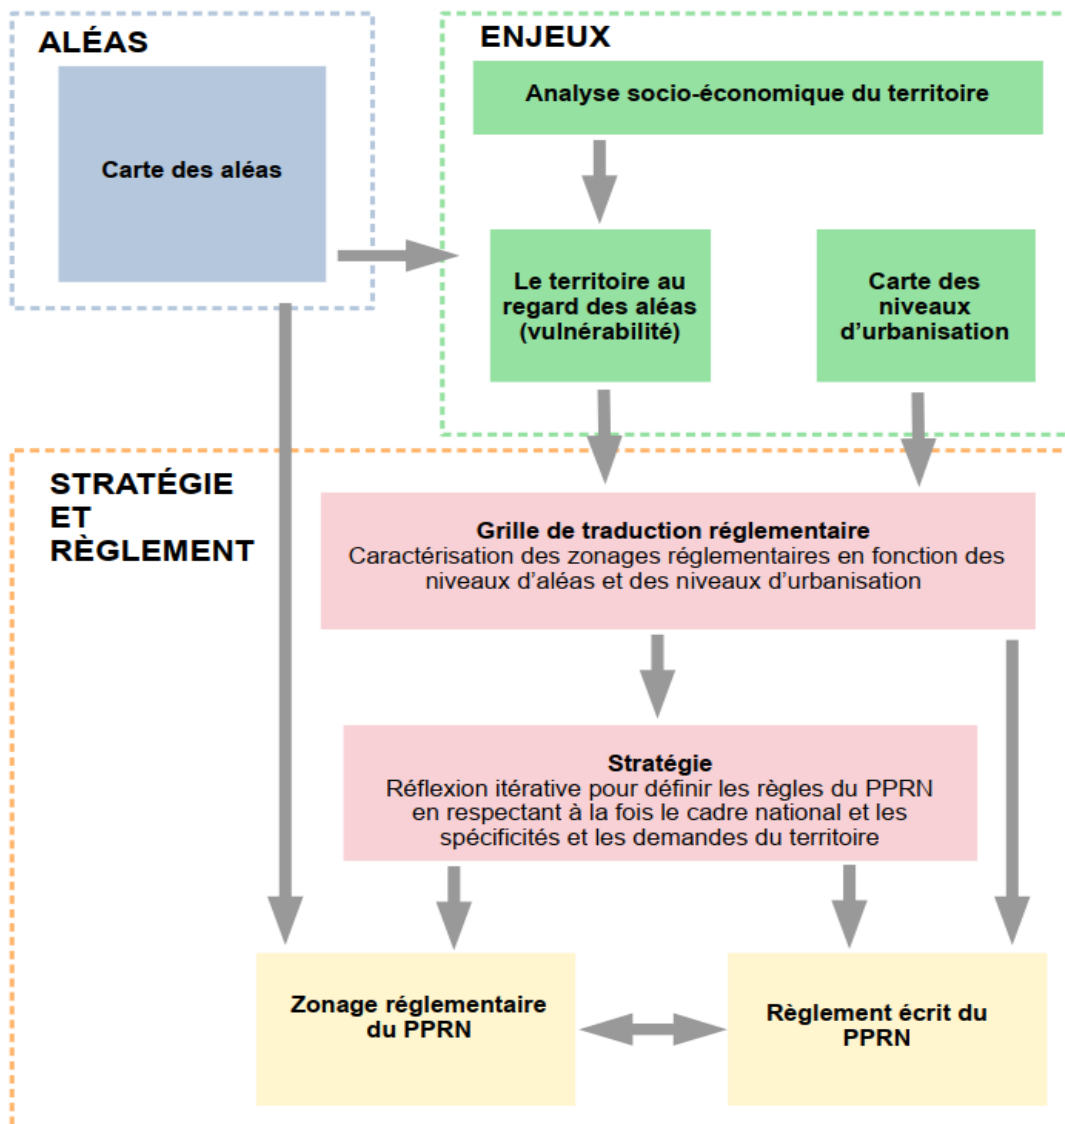 ALÉAS
Carte des aléas
ENJEUX
Analyse socio-économique du territoire
Le territoire au
regard des aléas
(vulnérabilité)
Carte des
niveaux
d’urbanisation
STRATÉGIE
ET
RÈGLEMENT
Grille de traduction réglementaire
Caractérisation des zonages réglementaires en fonction des
niveaux d’aléas et des niveaux d’urbanisation
Stratégie
Réflexion itérative pour définir les règles du PPRN
en respectant à la fois le cadre national et les
spécificités et les demandes du territoire
Zonage réglementaire
du PPRN
Règlement écrit du
PPRN